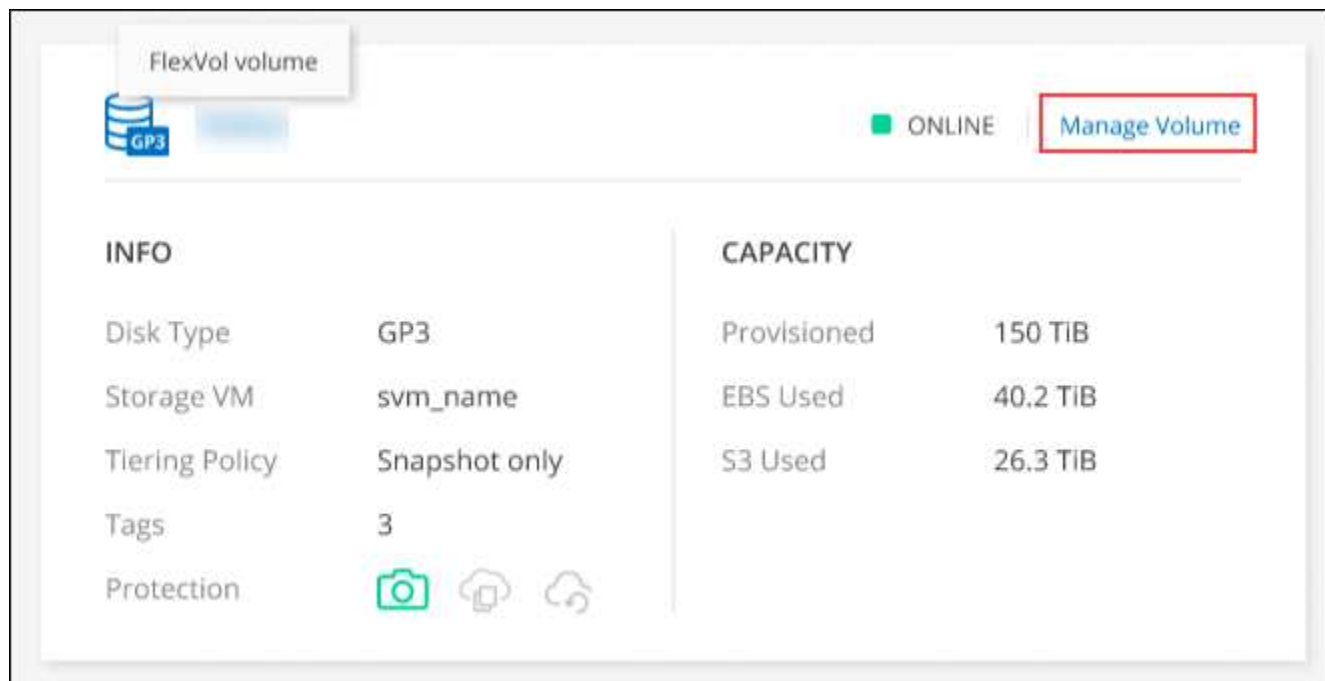 FlexVol volume
GP3
ONLINE
Manage Volume
INFO
Disk Type GP3
Storage VM svm_name
Tiering Policy Snapshot only
Tags 3
Protection
CAPACITY
Provisioned 150 TiB
EBS Used 40.2 TiB
S3 Used 26.3 TiB